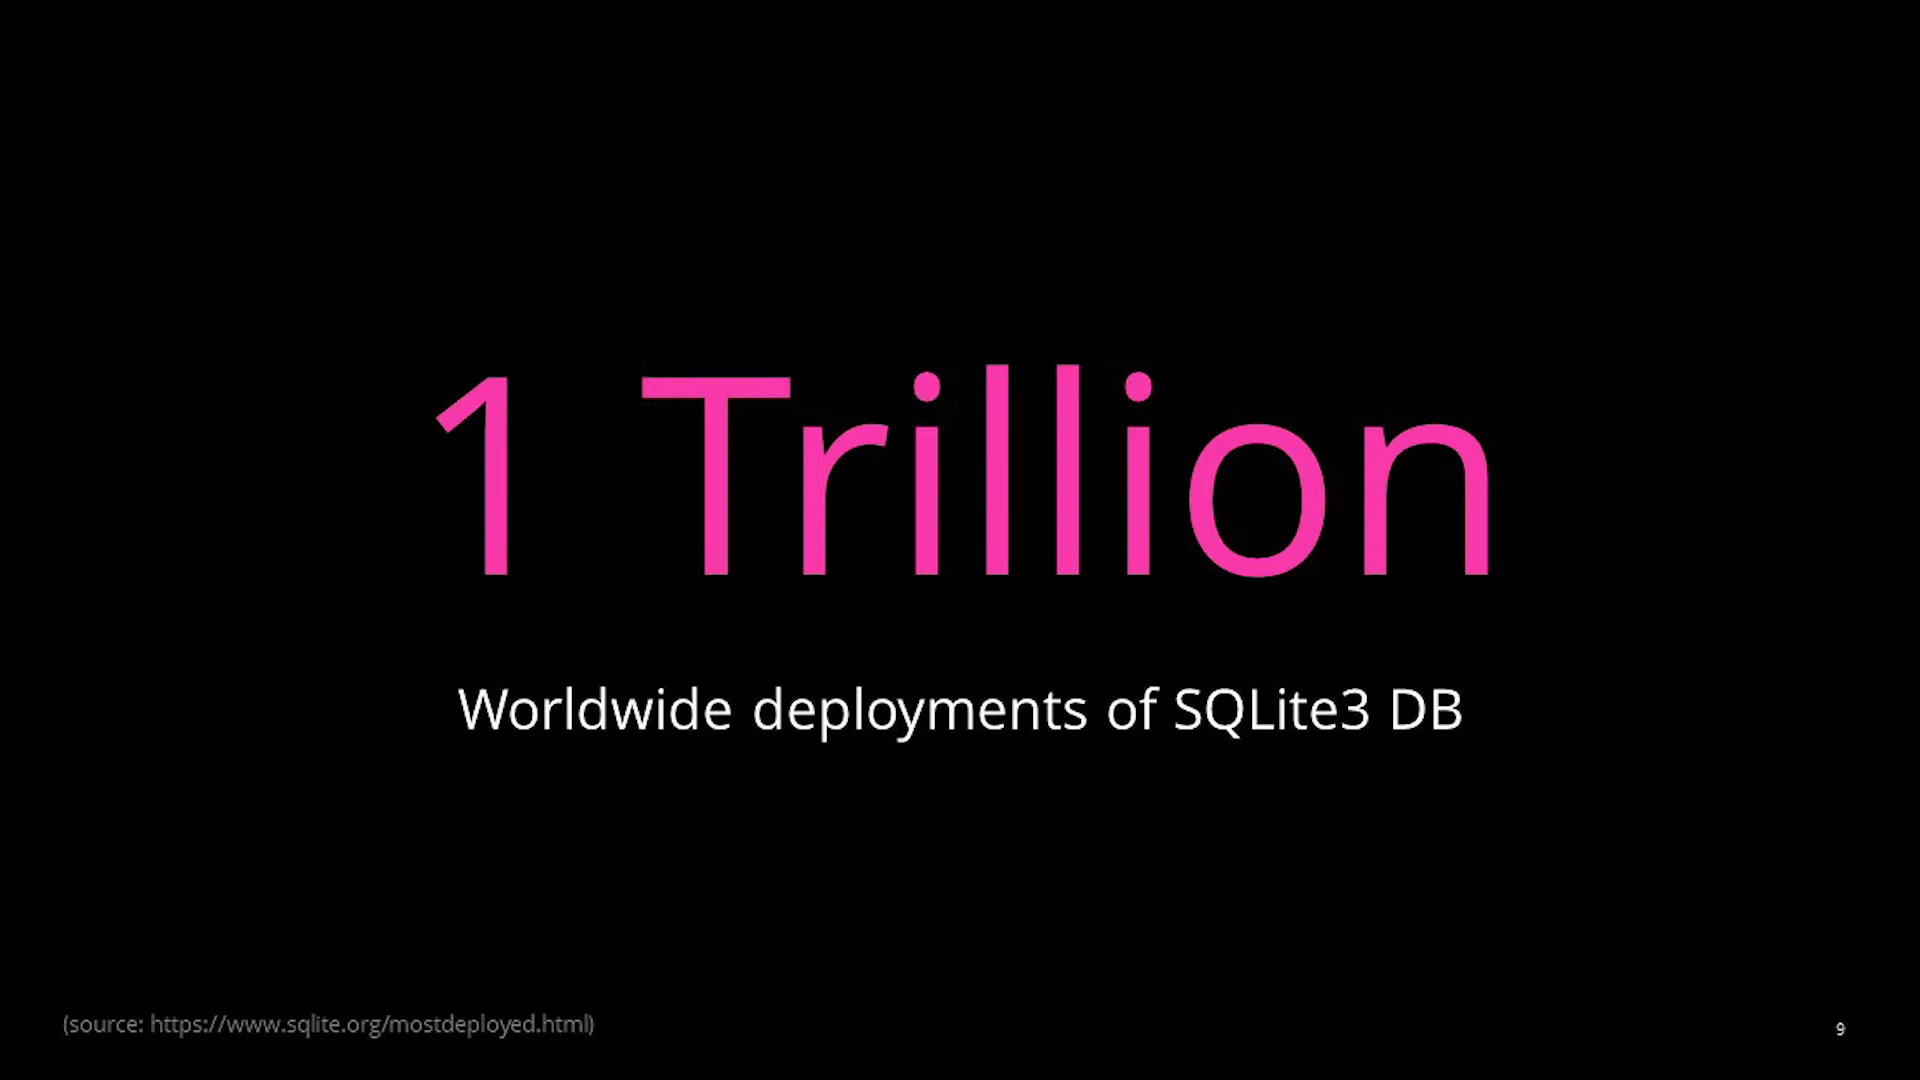 1 Trillion
Worldwide deployments of SQLite3 DB
(source: https://www.sqlite.org/mostdeployed.html)
9